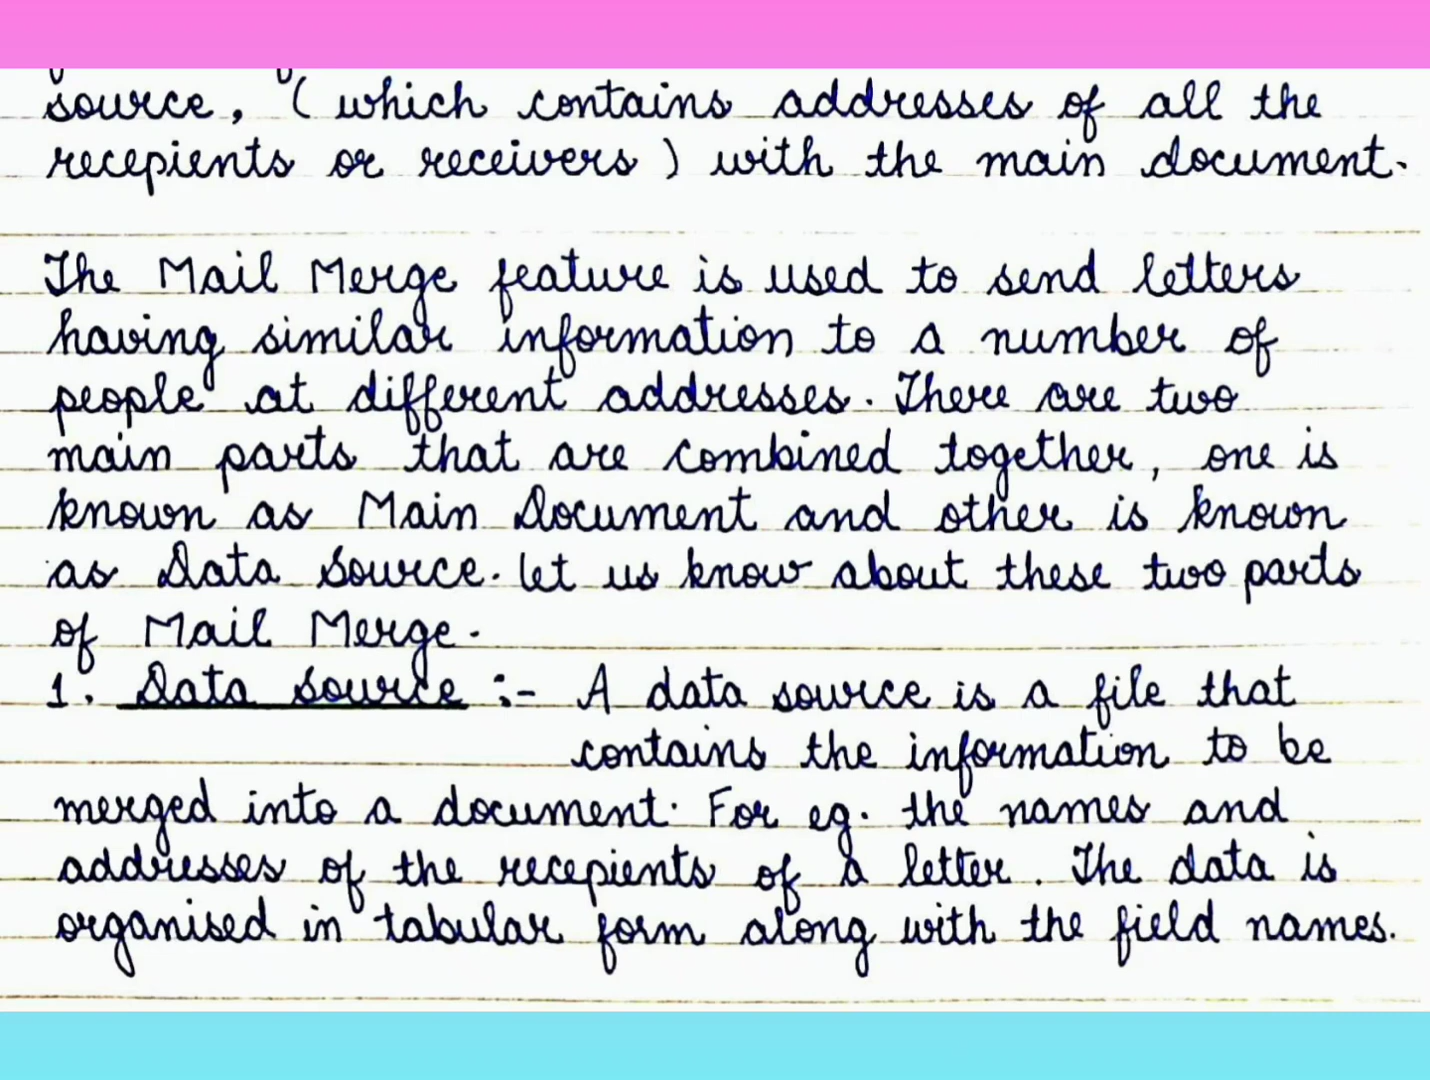 source, ( which contains addresses of all the
recepients or receivers ) with the main document.
The Mail Merge feature is used to send letters
having similar information to a number of
people at different addresses. There are two
main parts that are combined together, one is
known as Main Document and other is known
as Data Source. let us know about these two parts
of Mail Merge.
1. Data source :- A data source is a file that
contains the information to be
merged into a document. For eg. the names and
addresses of the recepients of a letter. The data is
organised in tabular form along with the field names.